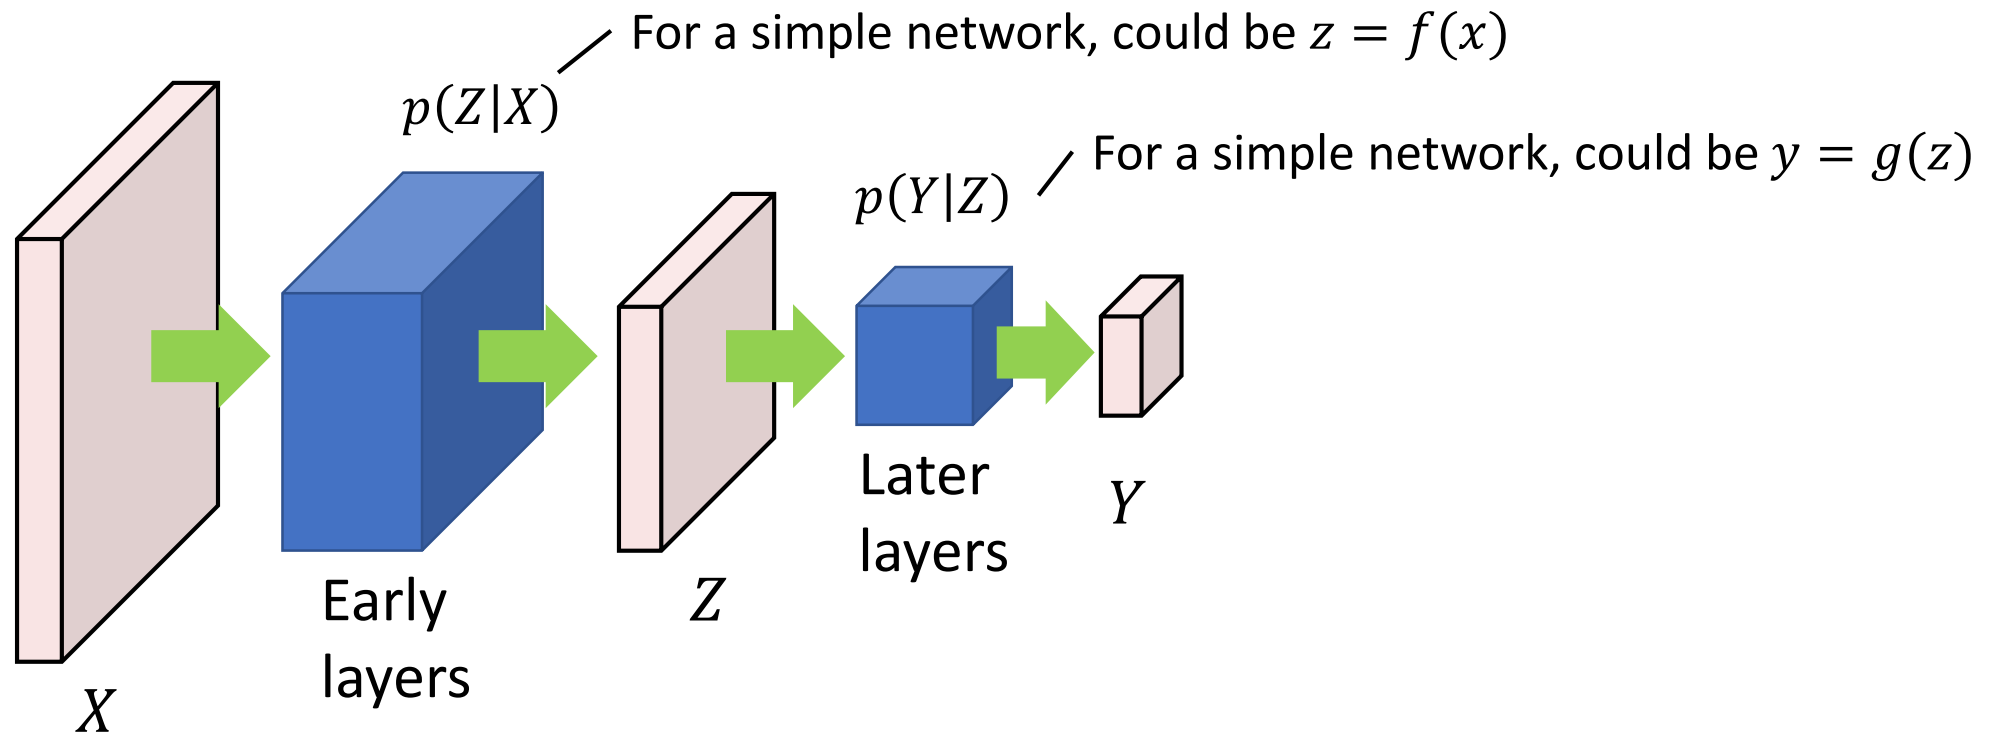 For a simple network, could be z = f(x)
p(Z|X)
For a simple network, could be y = g(z)
p(Y|Z)
Early
layers
Later
layers
X
Z
Y